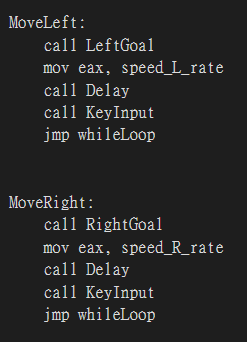 MoveLeft:
    call LeftGoal
    mov eax, speed_L_rate
    call Delay
    call KeyInput
    jmp whileLoop
MoveRight:
    call RightGoal
    mov eax, speed_R_rate
    call Delay
    call KeyInput
    jmp whileLoop